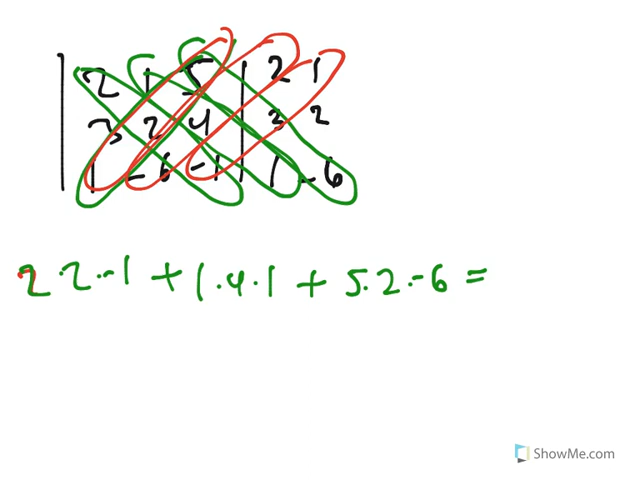 | 2 1 5 | 2 1
3 2 4 3 2
1 -6 -1 | 1 -6
2·2·-1 + 1·4·1 + 5·2·-6 =
ShowMe.com